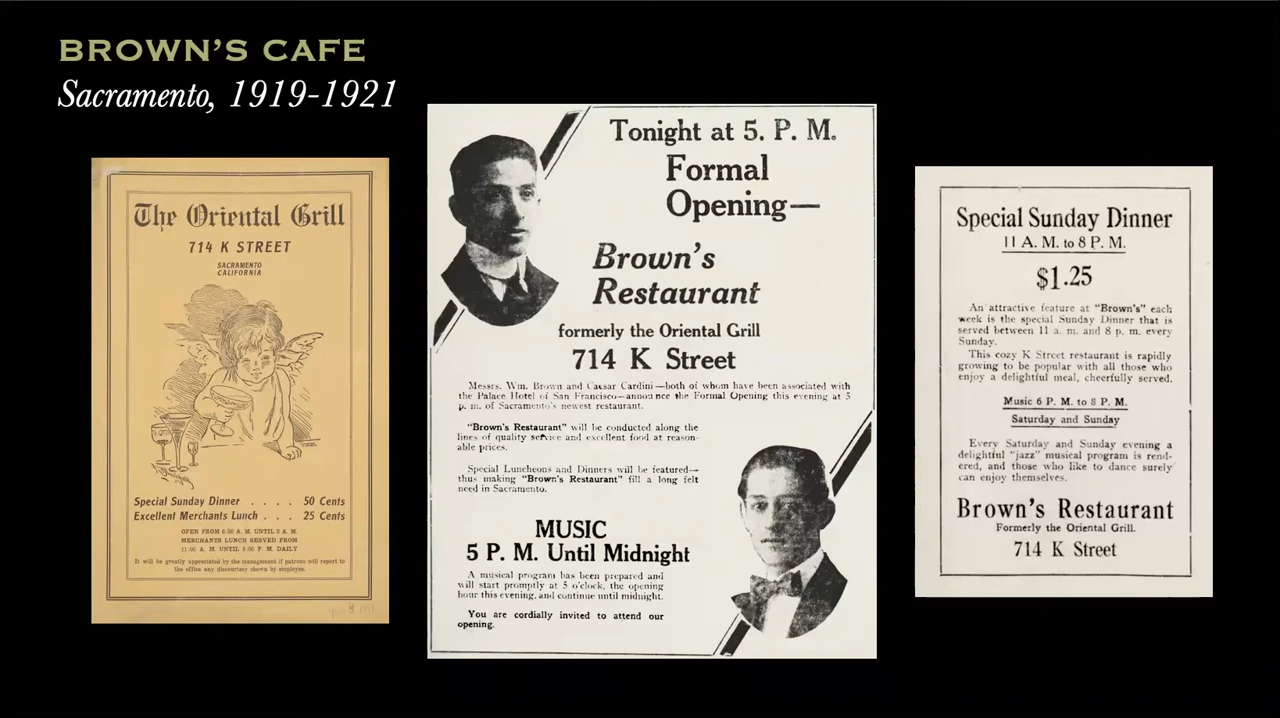 BROWN'S CAFE
Sacramento, 1919-1921
The Oriental Grill
714 K STREET
SACRAMENTO
CALIFORNIA
Special Sunday Dinner . . . . 50 Cents
Excellent Merchants Lunch . . . 25 Cents
OPEN FROM 6:30 A. M. UNTIL 2 A. M.
MERCHANTS LUNCH SERVED FROM
11:00 A. M. UNTIL 8:00 P. M. DAILY
It will be greatly appreciated by the management if patrons will report to
the office any discourtesy shown by employes.
Tonight at 5. P. M.
Formal
Opening—
Brown's
Restaurant
formerly the Oriental Grill
714 K Street
Messrs. Wm. Brown and Caesar Cardini—both of whom have been associated with
the Palace Hotel of San Francisco—announce the Formal Opening this evening at 5
p. m. of Sacramento's newest restaurant.
"Brown's Restaurant" will be conducted along the
lines of quality service and excellent food at reason-
able prices.
Special Luncheons and Dinners will be featured—
thus making "Brown's Restaurant" fill a long felt
need in Sacramento.
MUSIC
5 P. M. Until Midnight
A musical program has been prepared and
will start promptly at 5 o'clock, the opening
hour this evening, and continue until midnight.
You are cordially invited to attend our
opening.
Special Sunday Dinner
11 A. M. to 8 P. M.
$1.25
An attractive feature at "Brown's" each
week is the special Sunday Dinner that is
served between 11 a. m. and 8 p. m. every
Sunday.
This cozy K Street restaurant is rapidly
growing to be popular with all those who
enjoy a delightful meal, cheerfully served.
Music 6 P. M. to 8 P. M.
Saturday and Sunday
Every Saturday and Sunday evening a
delightful "jazz" musical program is rend-
ered, and those who like to dance surely
can enjoy themselves.
Brown's Restaurant
Formerly the Oriental Grill.
714 K Street